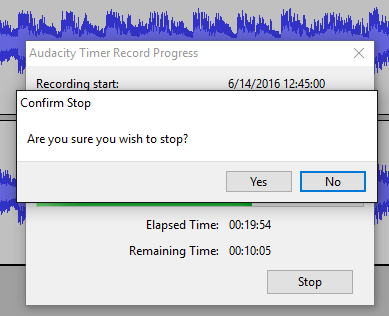 Audacity Timer Record Progress
Recording start: 6/14/2016 12:45:00
Confirm Stop
Are you sure you wish to stop?
Yes No
Elapsed Time: 00:19:54
Remaining Time: 00:10:05
Stop